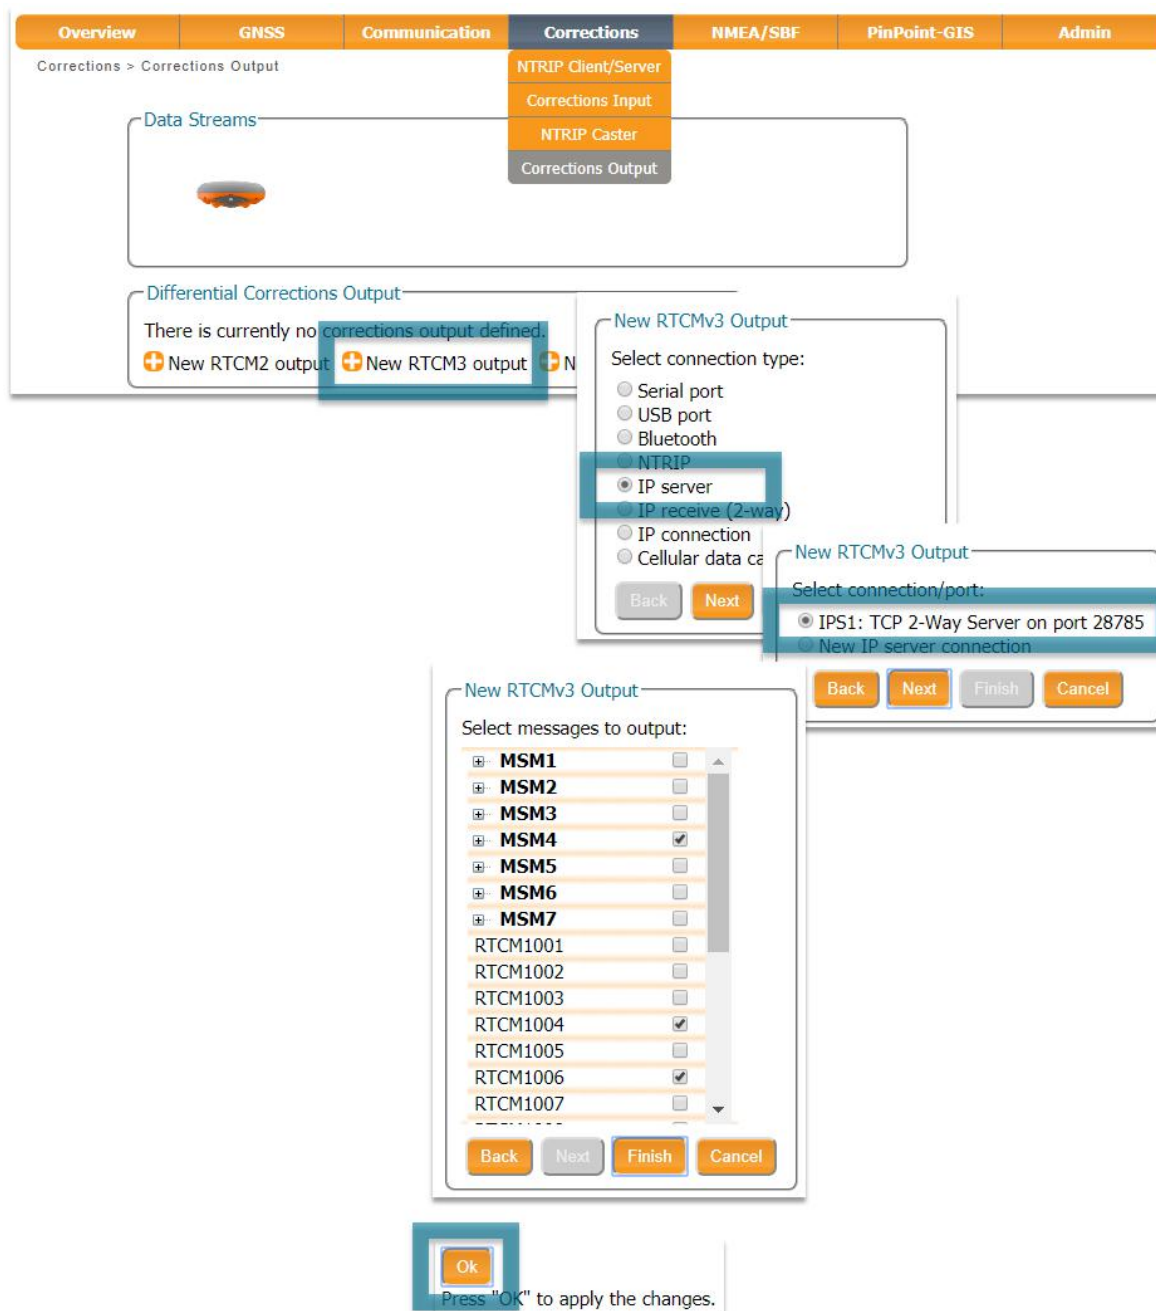 Overview GNSS Communication Corrections NMEA/SBF PinPoint-GIS Admin
Corrections > Corrections Output
NTRIP Client/Server
Corrections Input
NTRIP Caster
Corrections Output
Data Streams
Differential Corrections Output
There is currently no corrections output defined.
New RTCM2 output New RTCM3 output N
New RTCMv3 Output
Select connection type:
Serial port
USB port
Bluetooth
NTRIP
IP server
IP receive (2-way)
IP connection
Cellular data ca
Back Next
New RTCMv3 Output
Select connection/port:
IPS1: TCP 2-Way Server on port 28785
New IP server connection
Back Next Finish Cancel
New RTCMv3 Output
Select messages to output:
MSM1
MSM2
MSM3
MSM4
MSM5
MSM6
MSM7
RTCM1001
RTCM1002
RTCM1003
RTCM1004
RTCM1005
RTCM1006
RTCM1007
Back Next Finish Cancel
Ok
Press "OK" to apply the changes.